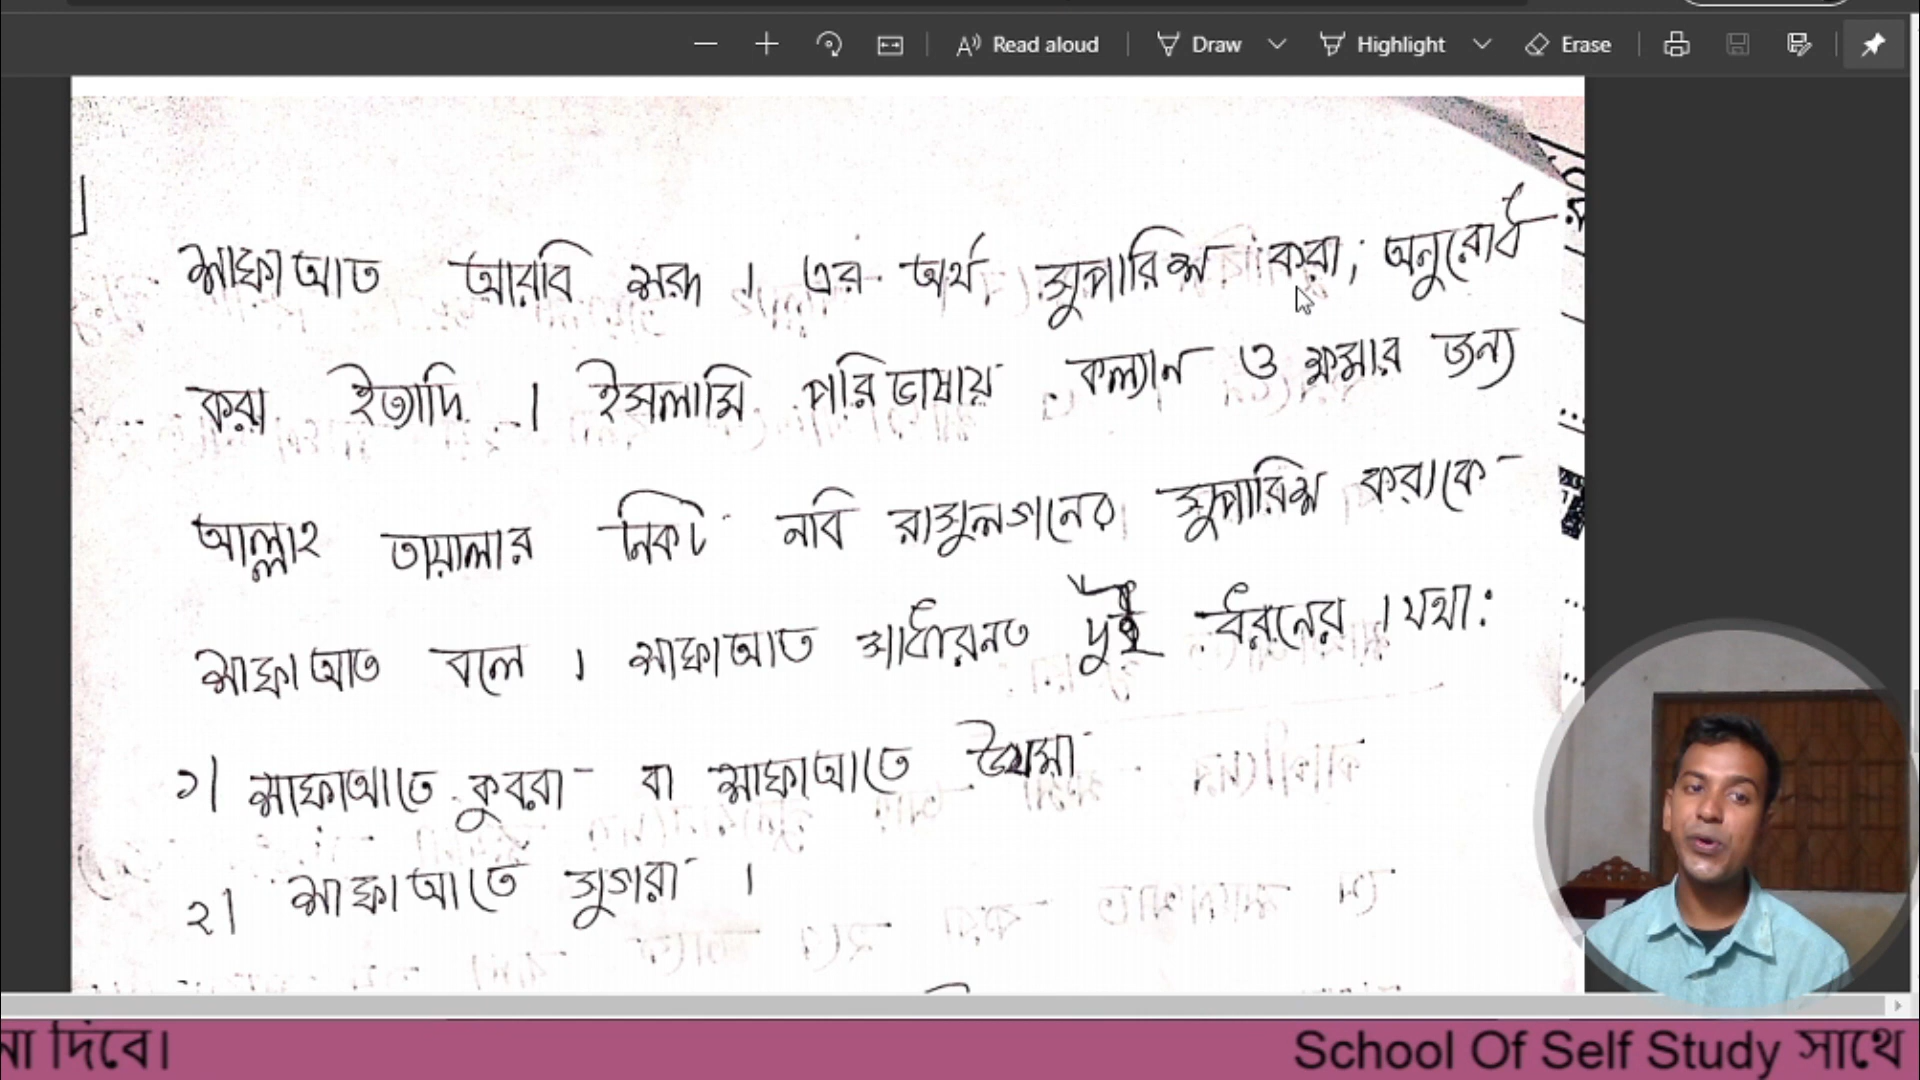 Read aloud Draw Highlight Erase
শাফাআত আরবি শব্দ । এর অর্থ, সুপারিশ করা, অনুরোধ
করা ইত্যাদি । ইসলামি পরিভাষায় কল্যান ও ক্ষমার জন্য
আল্লাহ তায়ালার নিকট নবি রাসুলগনের সুপারিশ করাকে
শাফাআত বলে । শাফাআত সাধারনত দুই ধরনের । যথা:
১। শাফাআতে কুবরা বা শাফাআতে উযমা
২। শাফাআতে সুগরা ।
না দিবে। School Of Self Study সাথে